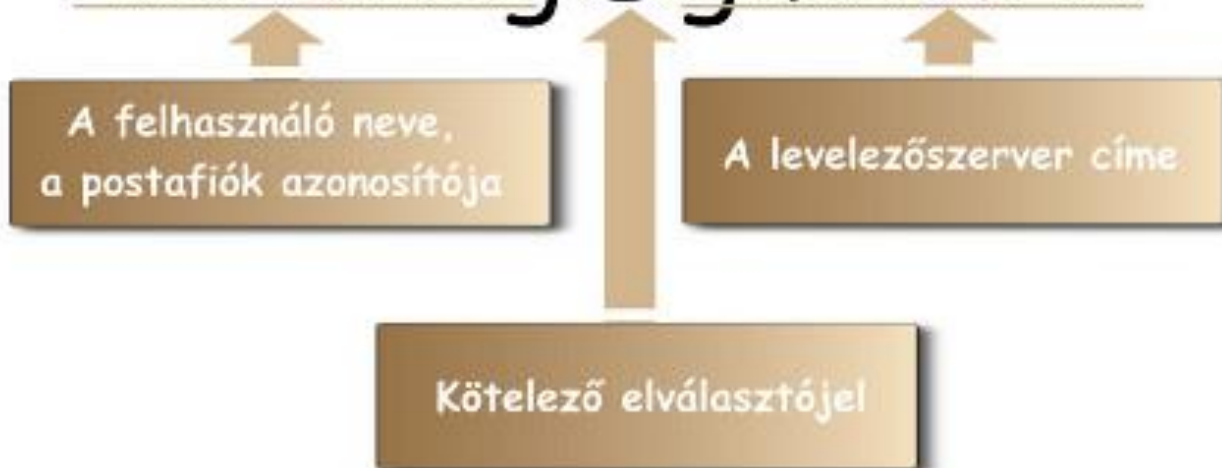 A felhasználó neve,
a postafiók azonosítója
A levelezőszerver címe
Kötelező elválasztójel